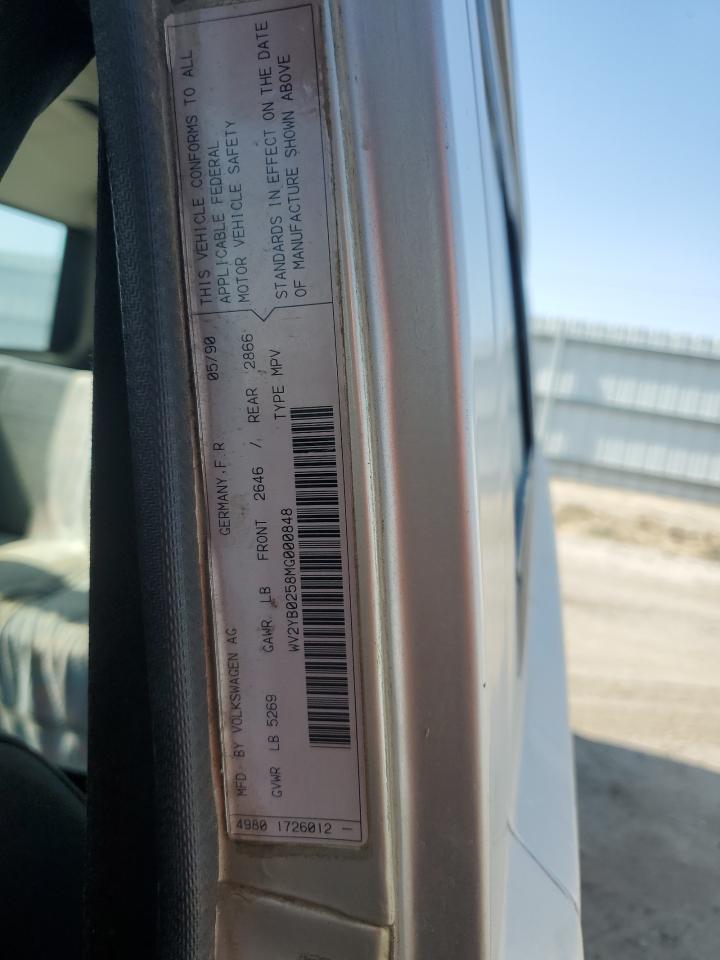 MFD. BY VOLKSWAGEN AG GERMANY, F. R 05/90
GVWR LB 5269 GAWR LB FRONT 2646 / REAR 2866
WV2YB0258MG000848 TYPE MPV
THIS VEHICLE CONFORMS TO ALL
APPLICABLE FEDERAL
MOTOR VEHICLE SAFETY
STANDARDS IN EFFECT ON THE DATE
OF MANUFACTURE SHOWN ABOVE
4980 1726012 -